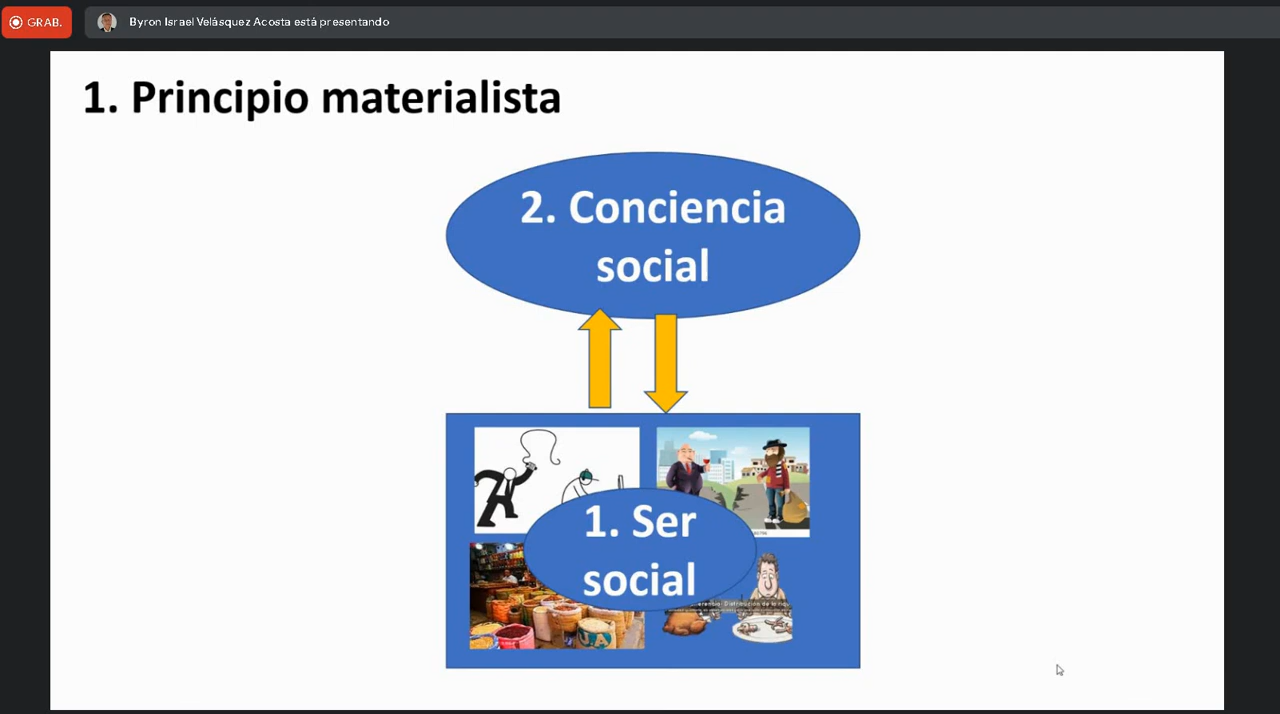 GRAB.
Byron Israel Velásquez Acosta está presentando
1. Principio materialista
2. Conciencia
social
1. Ser
social